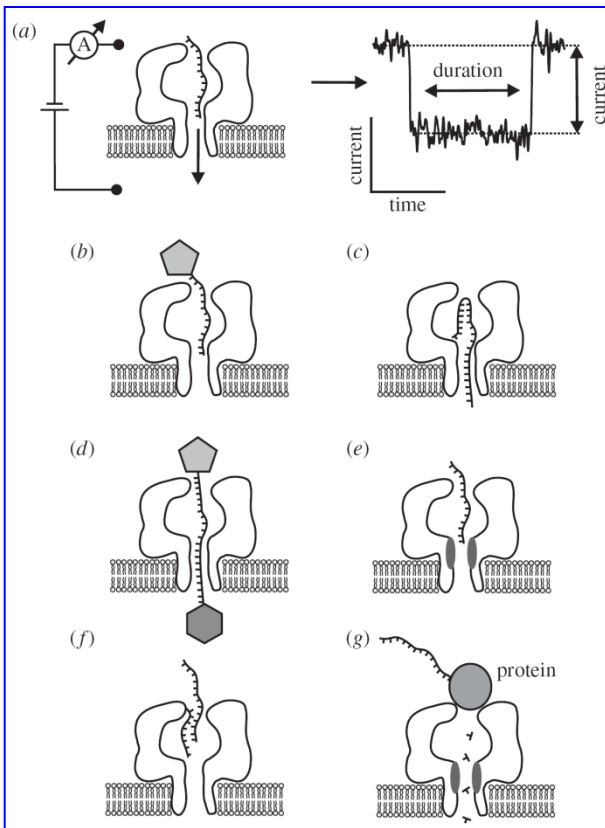 (a)
A
duration
current
current
time
(b)
(c)
(d)
(e)
(f)
(g)
protein